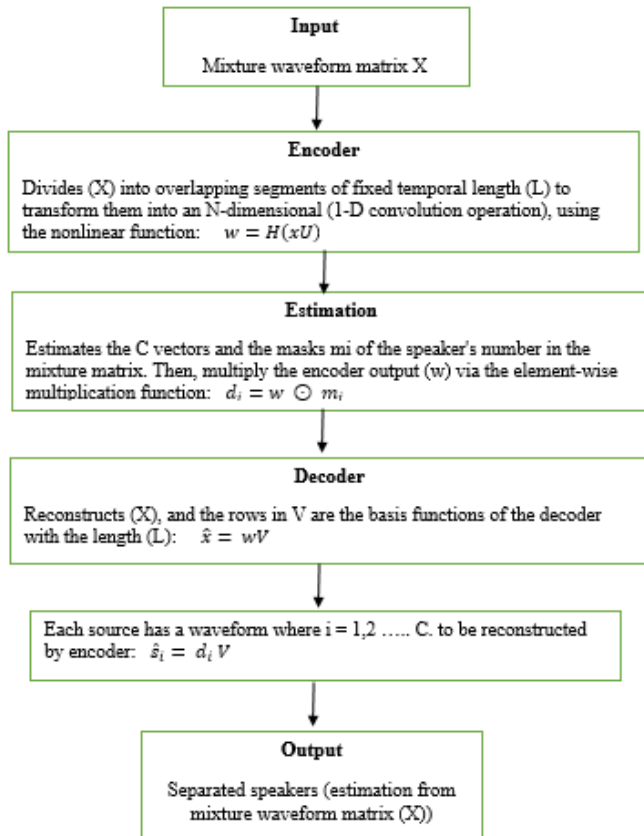 Input
Mixture waveform matrix X
Encoder
Divides (X) into overlapping segments of fixed temporal length (L) to
transform them into an N-dimensional (1-D convolution operation), using
the nonlinear function: w = H(xU)
Estimation
Estimates the C vectors and the masks mi of the speaker's number in the
mixture matrix. Then, multiply the encoder output (w) via the element-wise
multiplication function: dᵢ = w ⊙ mᵢ
Decoder
Reconstructs (X), and the rows in V are the basis functions of the decoder
with the length (L): x̂ = wV
Each source has a waveform where i = 1,2 ….. C. to be reconstructed
by encoder: ŝᵢ = dᵢ V
Output
Separated speakers (estimation from
mixture waveform matrix (X))